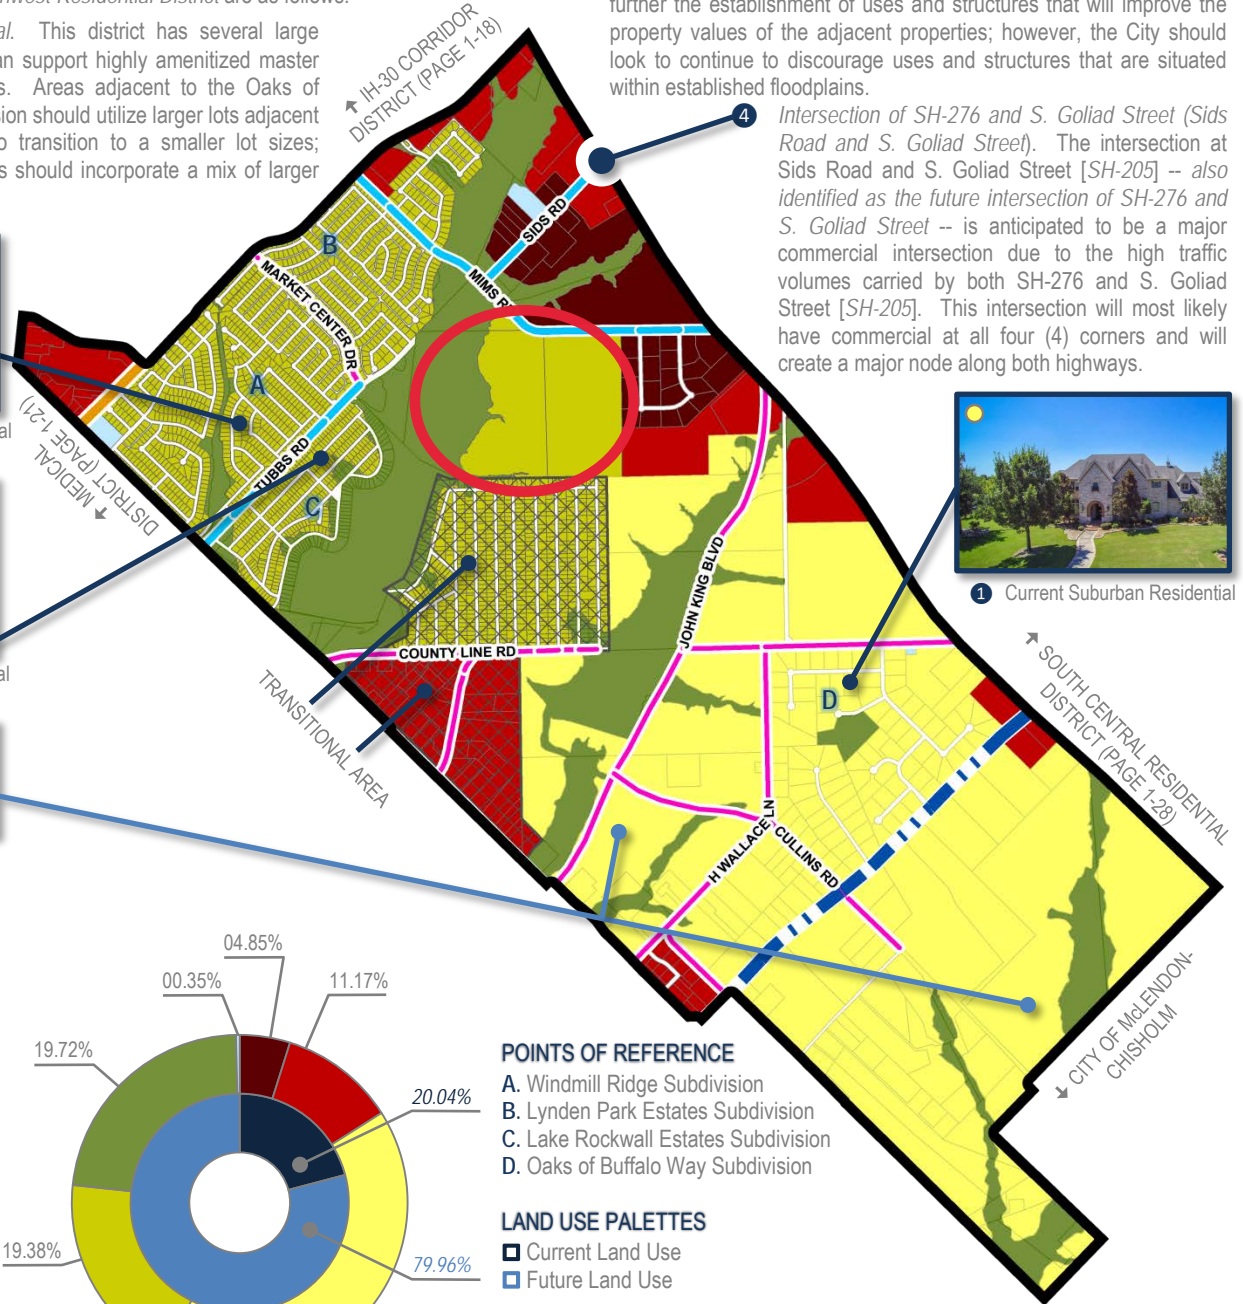 nwest Residential District are as follows:
al. This district has several large
an support highly amenitized master
s. Areas adjacent to the Oaks of
sion should utilize larger lots adjacent
o transition to a smaller lot sizes;
s should incorporate a mix of larger
further the establishment of uses and structures that will improve the
property values of the adjacent properties; however, the City should
look to continue to discourage uses and structures that are situated
within established floodplains.
4
Intersection of SH-276 and S. Goliad Street (Sids
Road and S. Goliad Street). The intersection at
Sids Road and S. Goliad Street [SH-205] -- also
identified as the future intersection of SH-276 and
S. Goliad Street -- is anticipated to be a major
commercial intersection due to the high traffic
volumes carried by both SH-276 and S. Goliad
Street [SH-205]. This intersection will most likely
have commercial at all four (4) corners and will
create a major node along both highways.
IH-30 CORRIDOR
DISTRICT (PAGE 1-18)
SIDS RD
MIMS R
B
MARKET CENTER DR
A
TUBBS RD
C
MEDICAL
DISTRICT (PAGE 1-21)
al
al
COUNTY LINE RD
TRANSITIONAL AREA
JOHN KING BLVD
D
H WALLACE LN
CULLINS RD
1 Current Suburban Residential
SOUTH CENTRAL RESIDENTIAL
DISTRICT (PAGE 1-28)
CITY OF McLENDON-
CHISHOLM
04.85%
00.35%
11.17%
19.72%
20.04%
19.38%
79.96%
POINTS OF REFERENCE
A. Windmill Ridge Subdivision
B. Lynden Park Estates Subdivision
C. Lake Rockwall Estates Subdivision
D. Oaks of Buffalo Way Subdivision
LAND USE PALETTES
Current Land Use
Future Land Use